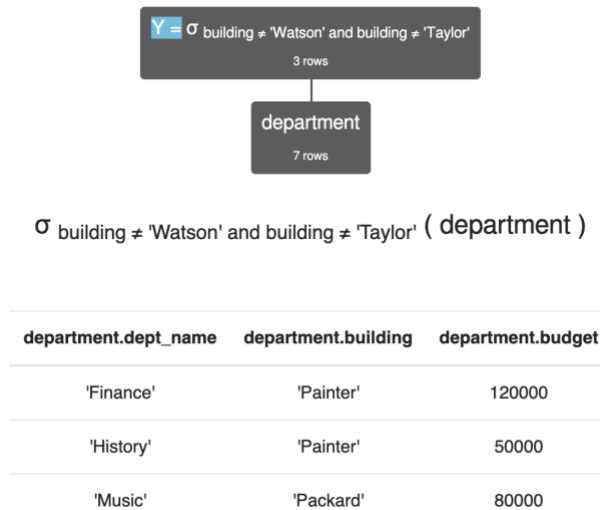 Y = σ building ≠ 'Watson' and building ≠ 'Taylor'
3 rows
department
7 rows
σ building ≠ 'Watson' and building ≠ 'Taylor' ( department )
department.dept_name department.building department.budget
'Finance' 'Painter' 120000
'History' 'Painter' 50000
'Music' 'Packard' 80000